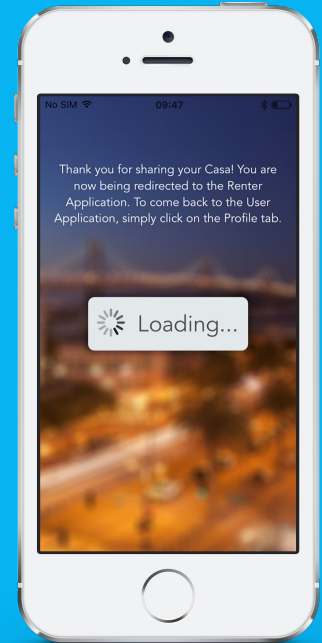 No SIM 09:47
Thank you for sharing your Casa! You are
now being redirected to the Renter
Application. To come back to the User
Application, simply click on the Profile tab.
Loading...